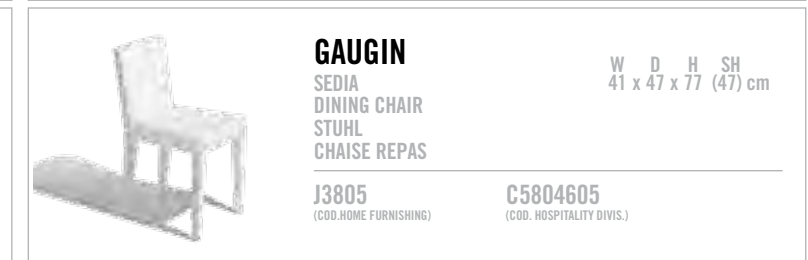 GAUGIN
SEDIA
DINING CHAIR
STUHL
CHAISE REPAS
W D H SH
41 x 47 x 77 (47) cm
J3805
(COD.HOME FURNISHING)
C5804605
(COD. HOSPITALITY DIVIS.)